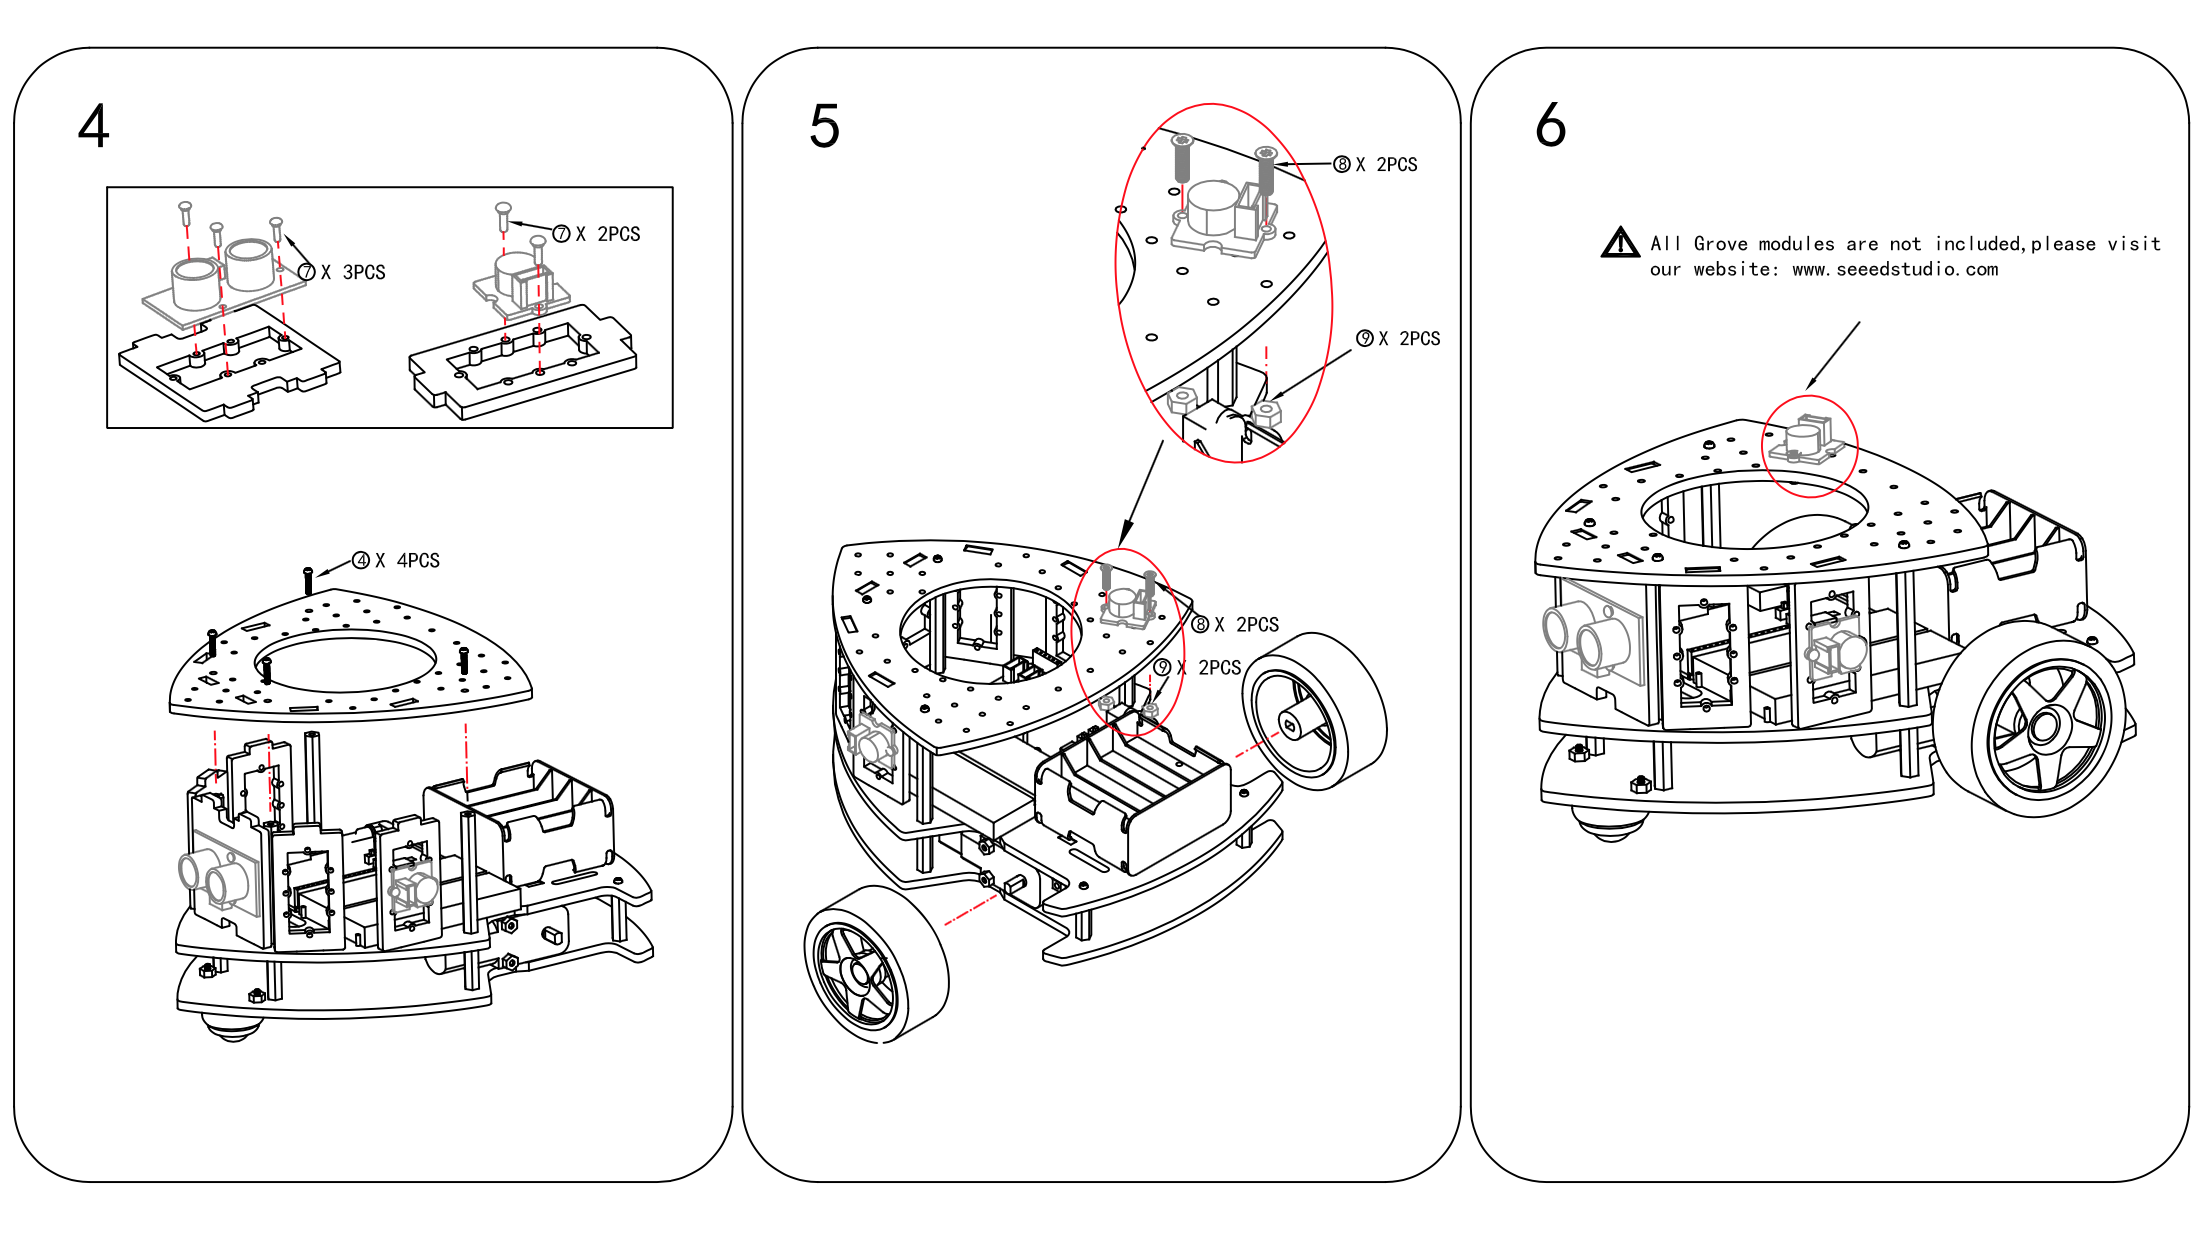 4
⑦ X 2PCS
⑦ X 3PCS
④ X 4PCS
5
⑧ X 2PCS
⑨ X 2PCS
⑧ X 2PCS
⑨ X 2PCS
6
All Grove modules are not included,please visit
our website: www.seeedstudio.com